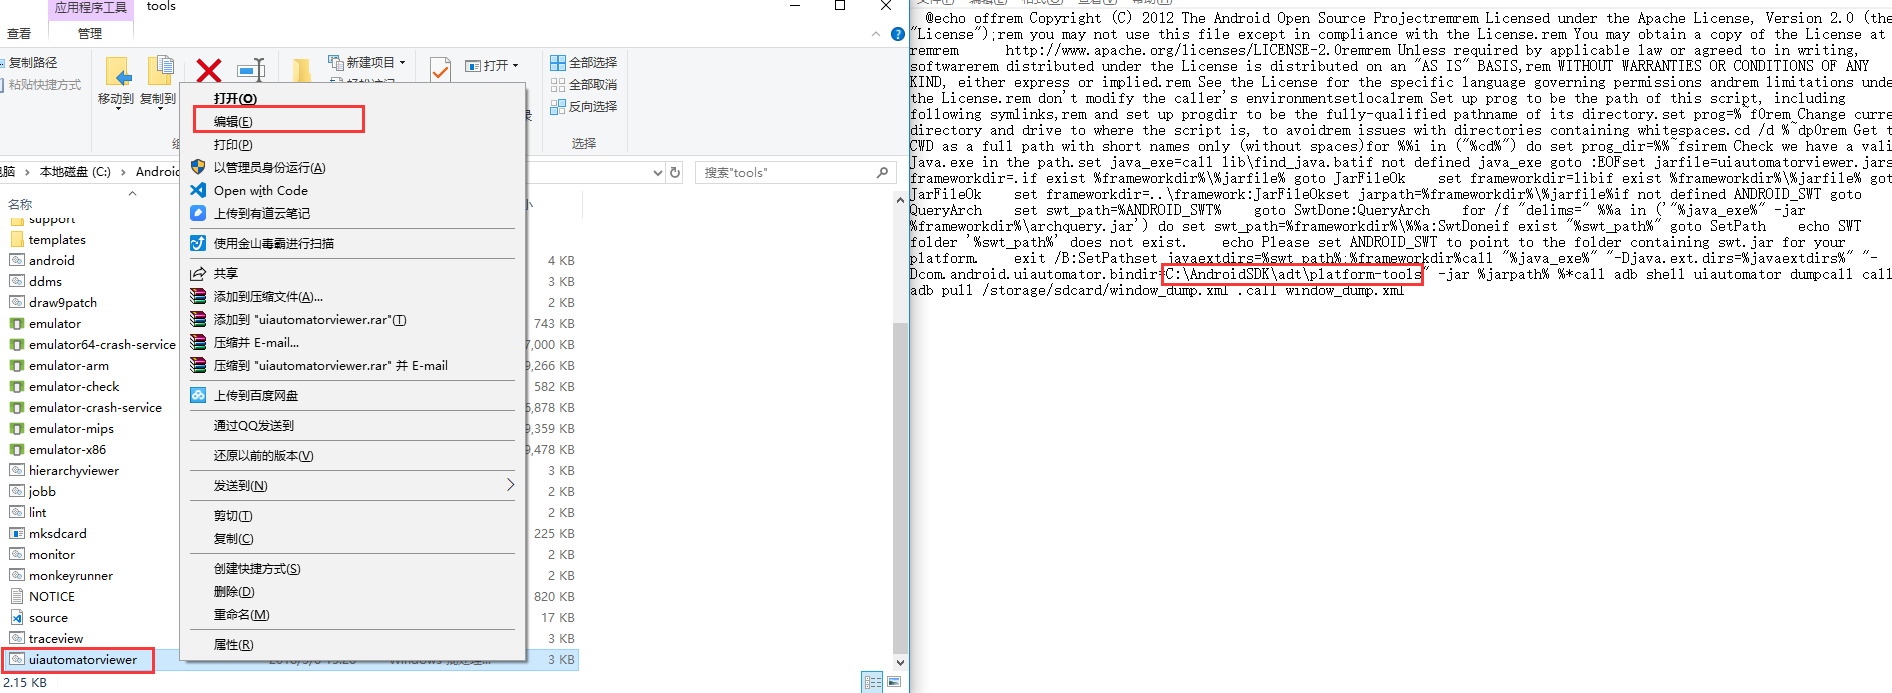 应用程序工具
tools
查看
管理
复制路径
粘贴快捷方式
移动到
复制到
新建项目
打开
全部选择
全部取消
反向选择
选择
本地磁盘 (C:)
Android
搜索"tools"
名称
support
templates
android
4 KB
ddms
3 KB
draw9patch
2 KB
emulator
743 KB
emulator64-crash-service
7,000 KB
emulator-arm
9,266 KB
emulator-check
582 KB
emulator-crash-service
6,878 KB
emulator-mips
9,359 KB
emulator-x86
9,478 KB
hierarchyviewer
3 KB
jobb
2 KB
lint
2 KB
mksdcard
225 KB
monitor
2 KB
monkeyrunner
2 KB
NOTICE
820 KB
source
17 KB
traceview
3 KB
uiautomatorviewer
3 KB
2.15 KB
打开(O)
编辑(E)
打印(P)
以管理员身份运行(A)
Open with Code
上传到有道云笔记
使用金山毒霸进行扫描
共享
添加到压缩文件(A)...
添加到 "uiautomatorviewer.rar"(T)
压缩并 E-mail...
压缩到 "uiautomatorviewer.rar" 并 E-mail
上传到百度网盘
通过QQ发送到
还原以前的版本(V)
发送到(N)
剪切(T)
复制(C)
创建快捷方式(S)
删除(D)
重命名(M)
属性(R)
@echo offrem Copyright (C) 2012 The Android Open Source Projectremrem Licensed under the Apache License, Version 2.0 (the
"License");rem you may not use this file except in compliance with the License.rem You may obtain a copy of the License at
remrem http://www.apache.org/licenses/LICENSE-2.0remrem Unless required by applicable law or agreed to in writing,
softwarerem distributed under the License is distributed on an "AS IS" BASIS,rem WITHOUT WARRANTIES OR CONDITIONS OF ANY
KIND, either express or implied.rem See the License for the specific language governing permissions andrem limitations unde
the License.rem don't modify the caller's environmentsetlocalrem Set up prog to be the path of this script, including
following symlinks,rem and set up progdir to be the fully-qualified pathname of its directory.set prog=%~f0rem Change curre
directory and drive to where the script is, to avoidrem issues with directories containing whitespaces.cd /d %~dp0rem Get t
CWD as a full path with short names only (without spaces)for %%i in ("%cd%") do set prog_dir=%%~fsirem Check we have a vali
Java.exe in the path.set java_exe=call lib\find_java.batif not defined java_exe goto :EOFset jarfile=uiautomatorviewer.jars
frameworkdir=.if exist %frameworkdir%\%jarfile% goto JarFileOk set frameworkdir=libif exist %frameworkdir%\%jarfile% got
JarFileOk set frameworkdir=..\framework:JarFileOkset jarpath=%frameworkdir%\%jarfile%if not defined ANDROID_SWT goto
QueryArch set swt_path=%ANDROID_SWT% goto SwtDone:QueryArch for /f "delims=" %%a in ('"%java_exe%" -jar
%frameworkdir%\archquery.jar') do set swt_path=%frameworkdir%\%%a:SwtDoneif exist "%swt_path%" goto SetPath echo SWT
folder '%swt_path%' does not exist. echo Please set ANDROID_SWT to point to the folder containing swt.jar for your
platform. exit /B:SetPathset javaextdirs=%swt_path%;%frameworkdir%call "%java_exe%" "-Djava.ext.dirs=%javaextdirs%" "-
Dcom.android.uiautomator.bindir=C:\AndroidSDK\adt\platform-tools" -jar %jarpath% %*call adb shell uiautomator dumpcall call
adb pull /storage/sdcard/window_dump.xml .call window_dump.xml